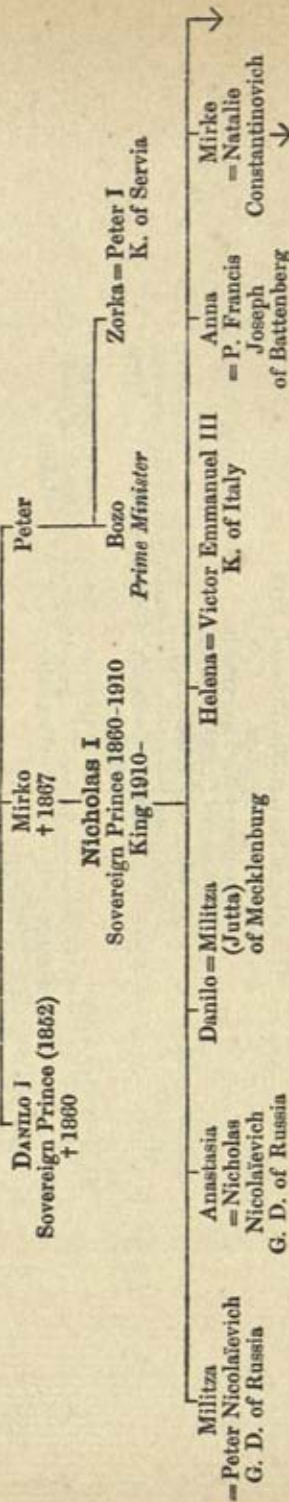 DANILO I
Sovereign Prince (1852)
† 1860
Mirko
† 1867
Peter
Nicholas I
Sovereign Prince 1860-1910
King 1910-
Bozo
Prime Minister
Zorka = Peter I
K. of Servia
Militza
= Peter Nicolaïevich
G. D. of Russia
Anastasia
= Nicholas
Nicolaïevich
G. D. of Russia
Danilo = Militza
(Jutta)
of Mecklenburg
Helena = Victor Emmanuel III
K. of Italy
Anna
= P. Francis
Joseph
of Battenberg
Mirko
= Natalie
Constantinovich